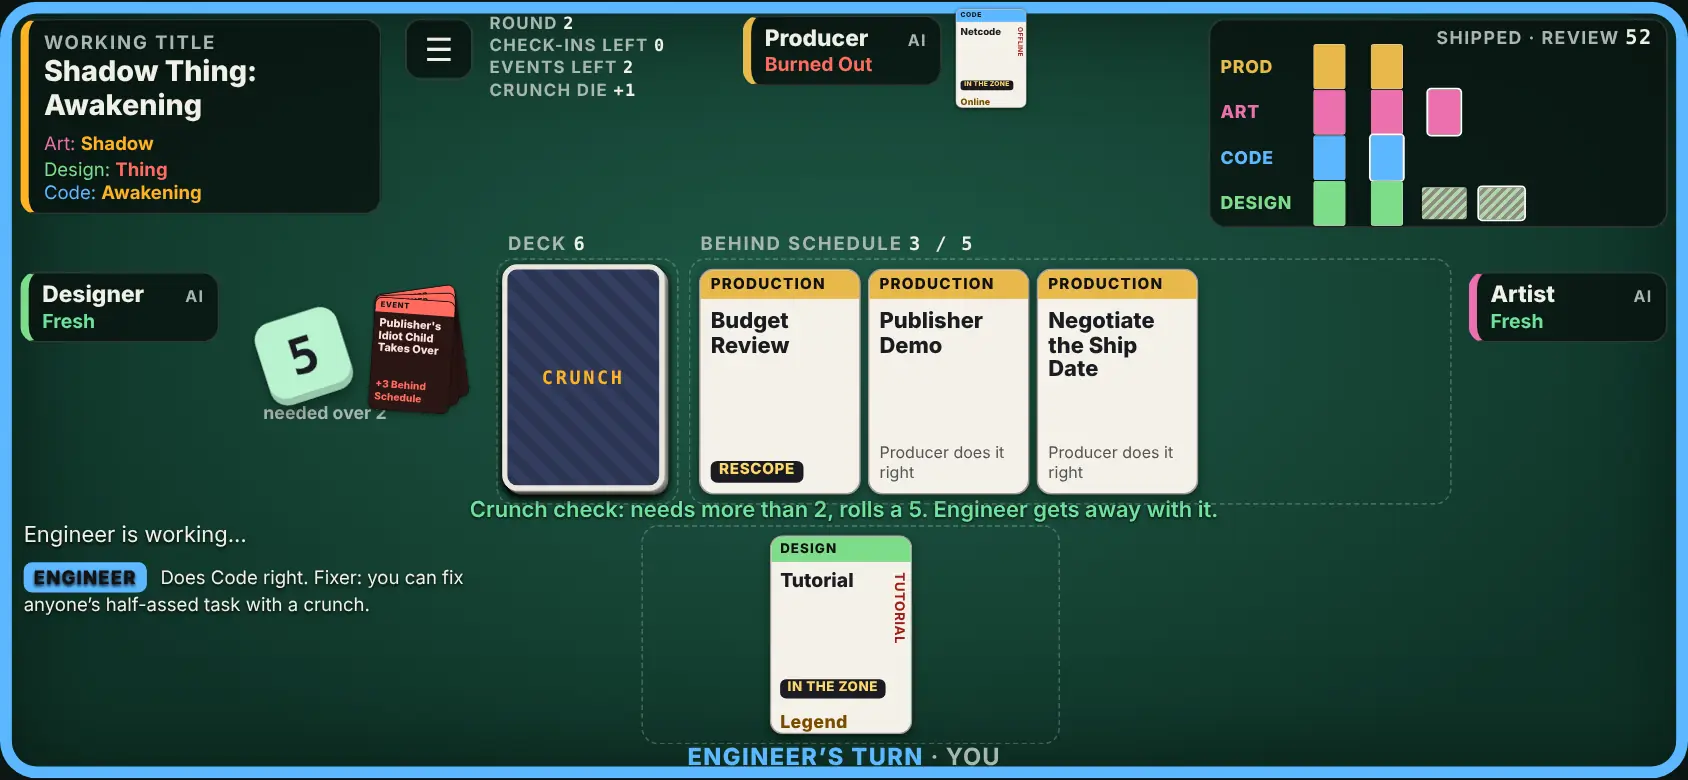 WORKING TITLE
Shadow Thing:
Awakening
Art: Shadow
Design: Thing
Code: Awakening
ROUND 2
CHECK-INS LEFT 0
EVENTS LEFT 2
CRUNCH DIE +1
Producer AI
Burned Out
CODE
Netcode
OFFLINE
IN THE ZONE
Online
SHIPPED · REVIEW 52
PROD
ART
CODE
DESIGN
Designer AI
Fresh
5
needed over 2
EVENT
Publisher's
Idiot Child
Takes Over
+3 Behind
Schedule
DECK 6
CRUNCH
BEHIND SCHEDULE 3 / 5
PRODUCTION
Budget
Review
RESCOPE
PRODUCTION
Publisher
Demo
Producer does it
right
PRODUCTION
Negotiate
the Ship
Date
Producer does it
right
Artist AI
Fresh
Crunch check: needs more than 2, rolls a 5. Engineer gets away with it.
Engineer is working...
ENGINEER Does Code right. Fixer: you can fix
anyone's half-assed task with a crunch.
DESIGN
Tutorial
TUTORIAL
IN THE ZONE
Legend
ENGINEER'S TURN · YOU